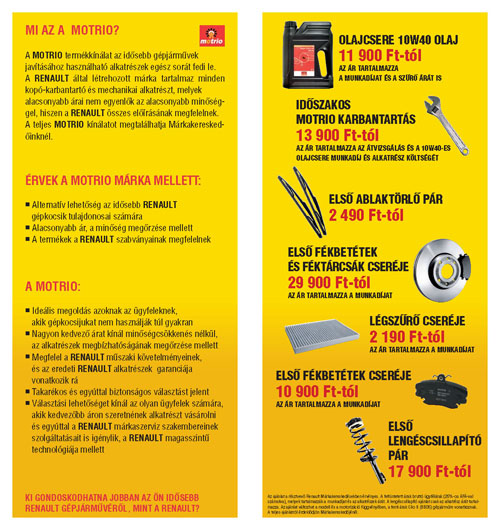 MI AZ A MOTRIO?
motrio
A MOTRIO termékkínálat az idősebb gépjárművek
javításához használható alkatrészek egész sorát fedi le.
A RENAULT által létrehozott márka tartalmaz minden
kopó-karbantartó és mechanikai alkatrészt, melyek
alacsonyabb árai nem egyenlők az alacsonyabb minőség-
gel, hiszen a RENAULT összes előírásának megfelelnek.
A teljes MOTRIO kínálatot megtalálhatja Márkakeresked-
őinknél.
ÉRVEK A MOTRIO MÁRKA MELLETT:
■ Alternatív lehetőség az idősebb RENAULT
gépkocsik tulajdonosai számára
■ Alacsonyabb ár, a minőség megőrzése mellett
■ A termékek a RENAULT szabványainak megfelelnek
A MOTRIO:
■ Ideális megoldás azoknak az ügyfeleknek,
akik gépkocsijukat nem használják túl gyakran
■ Nagyon kedvező árat kínál minőségcsökkenés nélkül,
az alkatrészek megbízhatóságának megőrzése mellett
■ Megfelel a RENAULT műszaki követelményeinek,
és az eredeti RENAULT alkatrészek garanciája
vonatkozik rá
■ Takarékos és egyúttal biztonságos választást jelent
■ Választási lehetőséget kínál az olyan ügyfelek számára,
akik kedvezőbb áron szeretnének alkatrészt vásárolni
és egyúttal a RENAULT márkaszerviz szakembereinek
szolgáltatásait is igénylik, a RENAULT magasszintű
technológiája mellett
KI GONDOSKODHATNA JOBBAN AZ ÖN IDŐSEBB
RENAULT GÉPJÁRMŰVÉRŐL, MINT A RENAULT?
OLAJCSERE 10W40 OLAJ
11 900 Ft-tól
AZ ÁR TARTALMAZZA
A MUNKADÍJAT ÉS A SZŰRŐ ÁRÁT IS
IDŐSZAKOS
MOTRIO KARBANTARTÁS
13 900 Ft-tól
AZ ÁR TARTALMAZZA AZ ÁTVIZSGÁLÁS ÉS A 10W40-ES
OLAJCSERE MUNKADÍJ ÉS ALKATRÉSZ KÖLTSÉGÉT
ELSŐ ABLAKTÖRLŐ PÁR
2 490 Ft-tól
ELSŐ FÉKBETÉTEK
ÉS FÉKTÁRCSÁK CSERÉJE
29 900 Ft-tól
AZ ÁR TARTALMAZZA A MUNKADÍJAT
LÉGSZŰRŐ CSERÉJE
2 190 Ft-tól
AZ ÁR TARTALMAZZA A MUNKADÍJAT
ELSŐ FÉKBETÉTEK CSERÉJE
10 900 Ft-tól
AZ ÁR TARTALMAZZA A MUNKADÍJAT
ELSŐ
LENGÉSCSILLAPÍTÓ
PÁR
17 900 Ft-tól